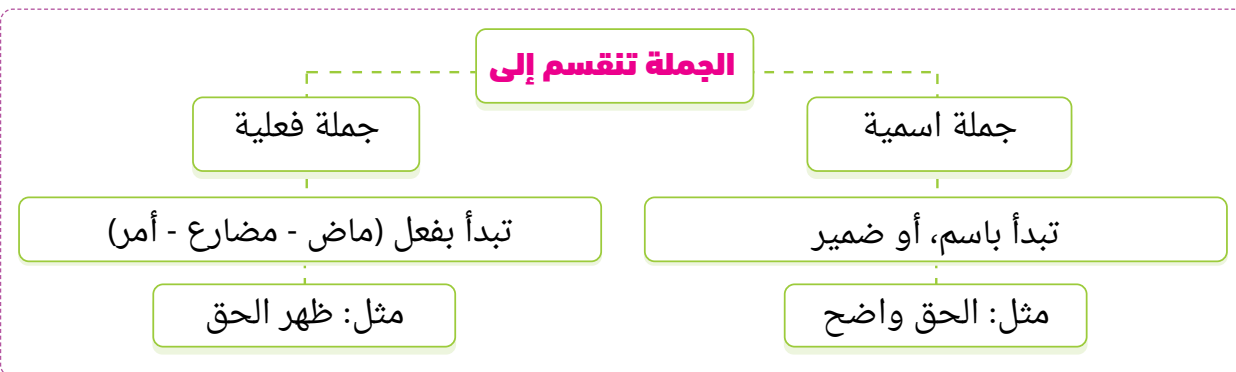 الجملة تنقسم إلى
جملة اسمية
جملة فعلية
تبدأ باسم، أو ضمير
تبدأ بفعل (ماض - مضارع - أمر)
مثل: الحق واضح
مثل: ظهر الحق